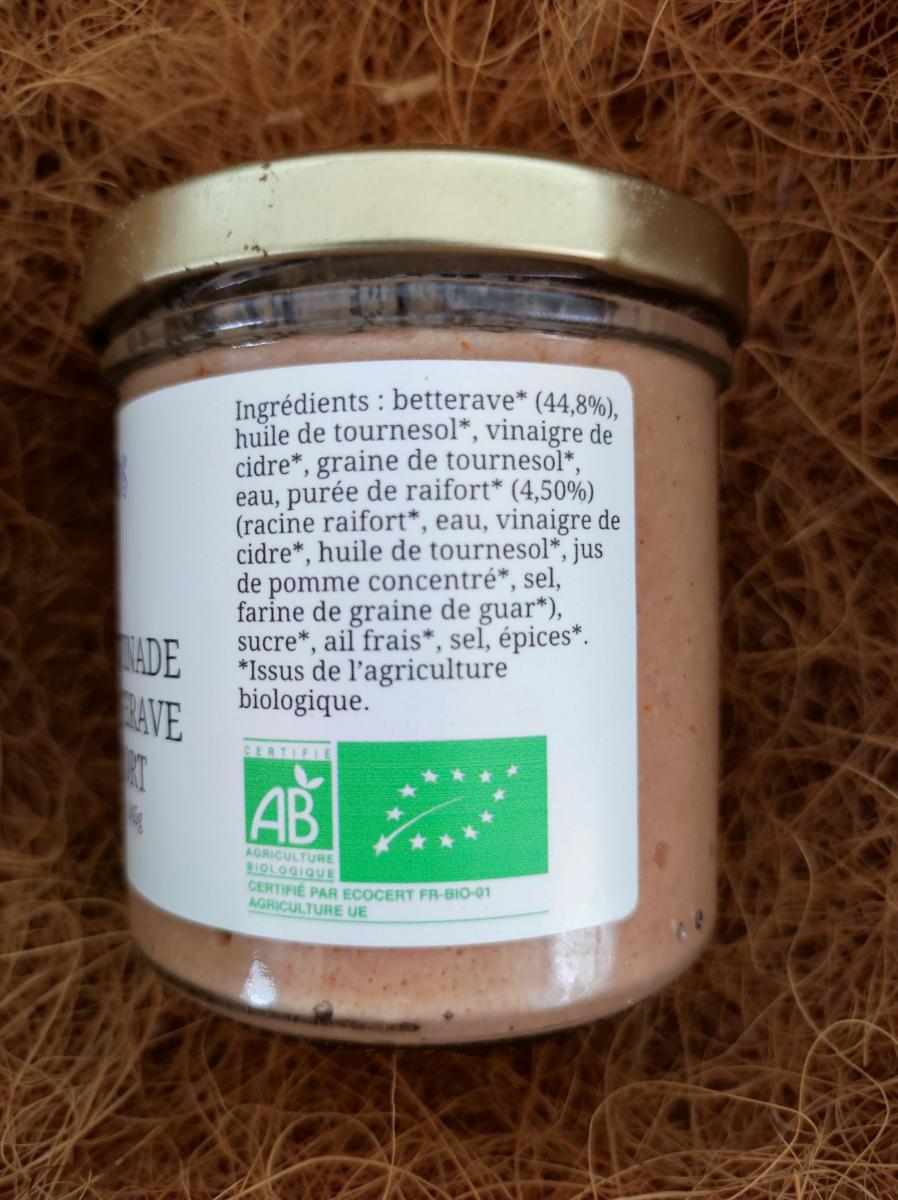 Ingrédients : betterave* (44,8%),
huile de tournesol*, vinaigre de
cidre*, graine de tournesol*,
eau, purée de raifort* (4,50%)
(racine raifort*, eau, vinaigre de
cidre*, huile de tournesol*, jus
de pomme concentré*, sel,
farine de graine de guar*),
sucre*, ail frais*, sel, épices*.
*Issus de l'agriculture
biologique.
CERTIFIÉ
AB
AGRICULTURE
BIOLOGIQUE
CERTIFIÉ PAR ECOCERT FR-BIO-01
AGRICULTURE UE